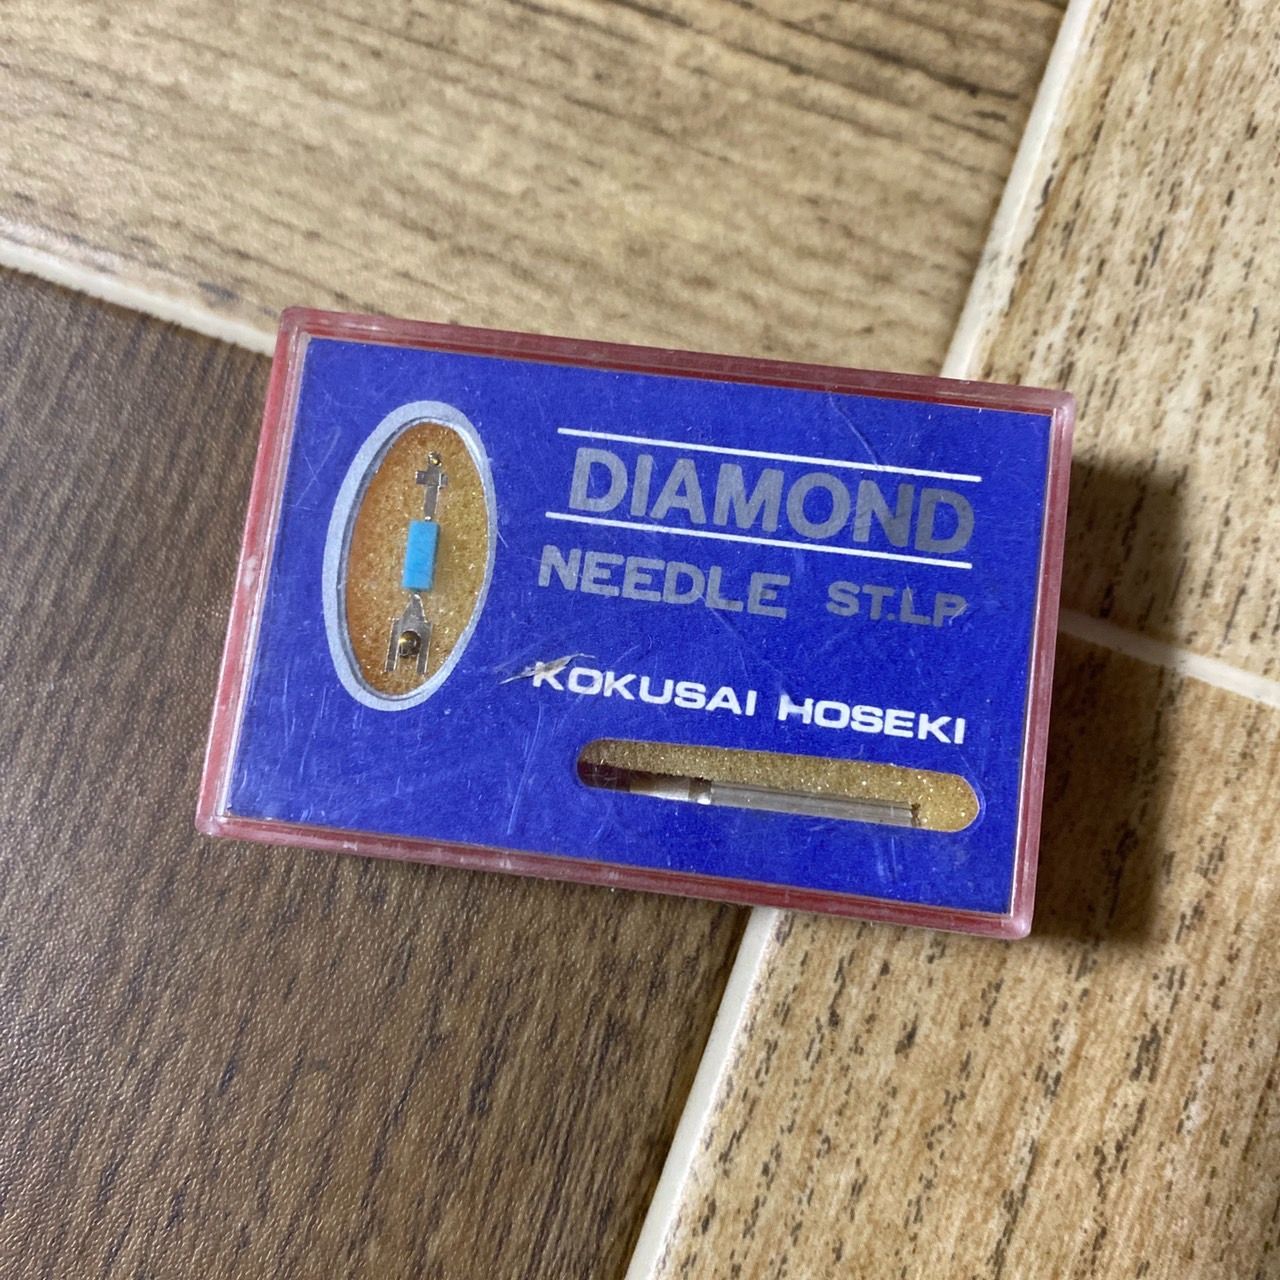 DIAMOND
NEEDLE ST.LP
KOKUSAI HOSEKI